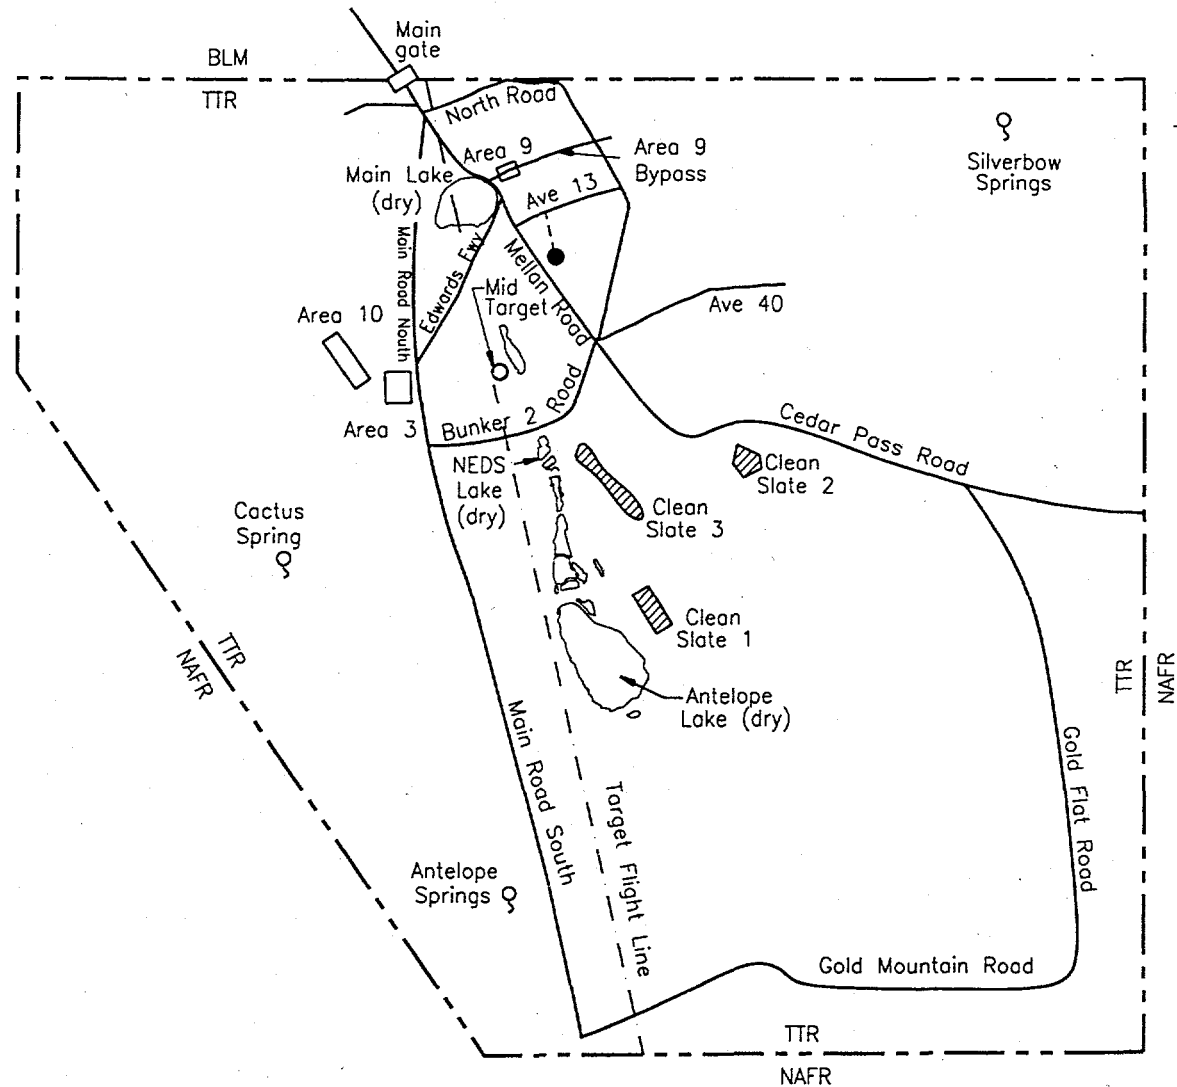 Main
gate
BLM
TTR
North Road
Area 9
Area 9
Bypass
Silverbow
Springs
Main Lake
(dry)
Ave 13
Main Road Nouth
Edwards Fwy
Mellan Road
Mid
Target
Ave 40
Area 10
Area 3
Bunker 2 Road
Cedar Pass Road
NEDS
Lake
(dry)
Clean
Slate 2
Clean
Slate 3
Cactus
Spring
Clean
Slate 1
TTR
NAFR
TTR
NAFR
Antelope
Lake (dry)
Main Road South
Target Flight Line
Gold Flat Road
Antelope
Springs
Gold Mountain Road
TTR
NAFR